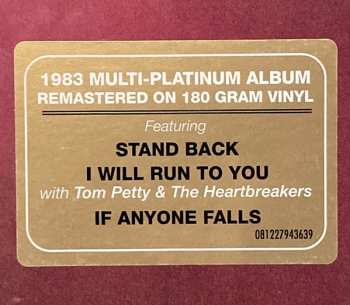 1983 MULTI-PLATINUM ALBUM
REMASTERED ON 180 GRAM VINYL
Featuring
STAND BACK
I WILL RUN TO YOU
with Tom Petty & The Heartbreakers
IF ANYONE FALLS
081227943639